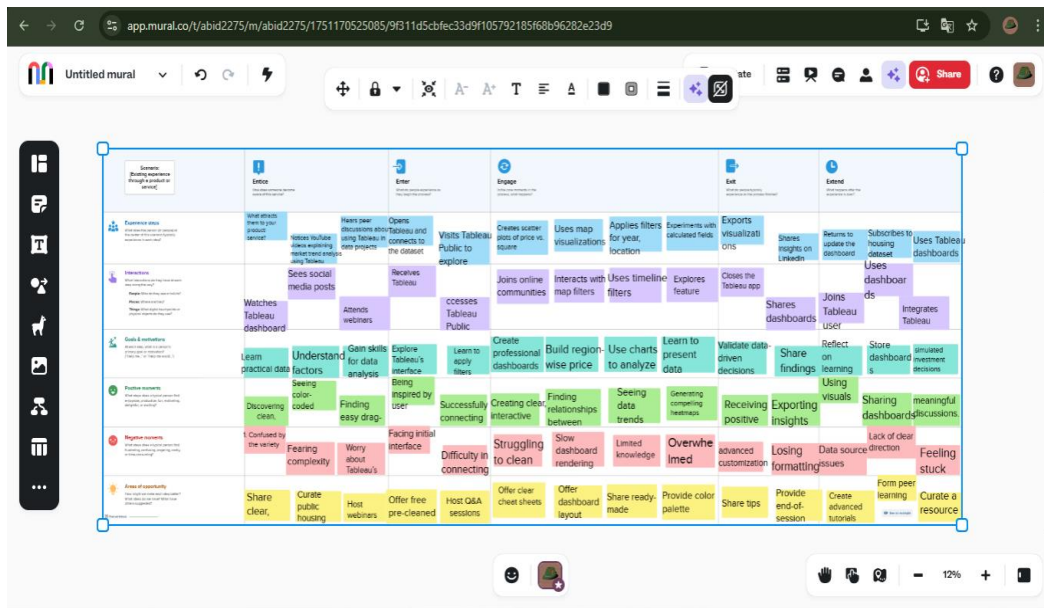 app.mural.co/t/abid2275/m/abid2275/1751170525085/9f311d5cbfec33d9f105792185f68b96282e23d9
Untitled mural
Share
Scenario:
[Existing experience
through a product or
service]
Entice
Enter
Engage
Exit
Extend
Experience steps
What attracts
them to your
product
service?
Notices YouTube
videos explaining
market trend analysis
using Tableau
Hears peer
discussions about
using Tableau in
data projects
Opens
Tableau and
connects to
the dataset
Visits Tableau
Public to
explore
Creates scatter
plots of price vs.
square
Uses map
visualizations
Applies filters
for year,
location
Experiments with
calculated fields
Exports
visualizati
ons
Shares
insights on
LinkedIn
Returns to
update the
dashboard
Subscribes to
housing
dataset
Uses Tableau
dashboards
Interactions
Watches
Tableau
dashboard
Sees social
media posts
Attends
webinars
Receives
Tableau
ccesses
Tableau
Public
Joins online
communities
Interacts with
map filters
Uses timeline
filters
Explores
feature
Closes the
Tableau app
Shares
dashboards
Joins
Tableau
user
Uses
dashboar
ds
Integrates
Tableau
Goals & motivations
Learn
practical data
Understand
factors
Gain skills
for data
analysis
Explore
Tableau's
interface
Learn to
apply
filters
Create
professional
dashboards
Build region-
wise price
Use charts
to analyze
Learn to
present
data
Validate data-
driven
decisions
Share
findings
Reflect
on
learning
Store
dashboard
s
simulated
investment
decisions
Positive moments
Discovering
clean,
Seeing
color-
coded
Finding
easy drag-
Being
inspired by
user
Successfully
connecting
Creating clear,
interactive
Finding
relationships
between
Seeing
data
trends
Generating
compelling
heatmaps
Receiving
positive
Exporting
insights
Using
visuals
Sharing
dashboards
meaningful
discussions.
Negative moments
Confused by
the variety
Fearing
complexity
Worry
about
Tableau's
Facing initial
interface
Difficulty in
connecting
Struggling
to clean
Slow
dashboard
rendering
Limited
knowledge
Overwhe
lmed
advanced
customization
Losing
formatting
Data source
issues
Lack of clear
direction
Feeling
stuck
Areas of opportunity
Share
clear,
Curate
public
housing
Host
webinars
Offer free
pre-cleaned
Host Q&A
sessions
Offer clear
cheat sheets
Offer
dashboard
layout
Share ready-
made
Provide color
palette
Share tips
Provide
end-of-
session
Create
advanced
tutorials
Form peer
learning
Curate a
resource
12%